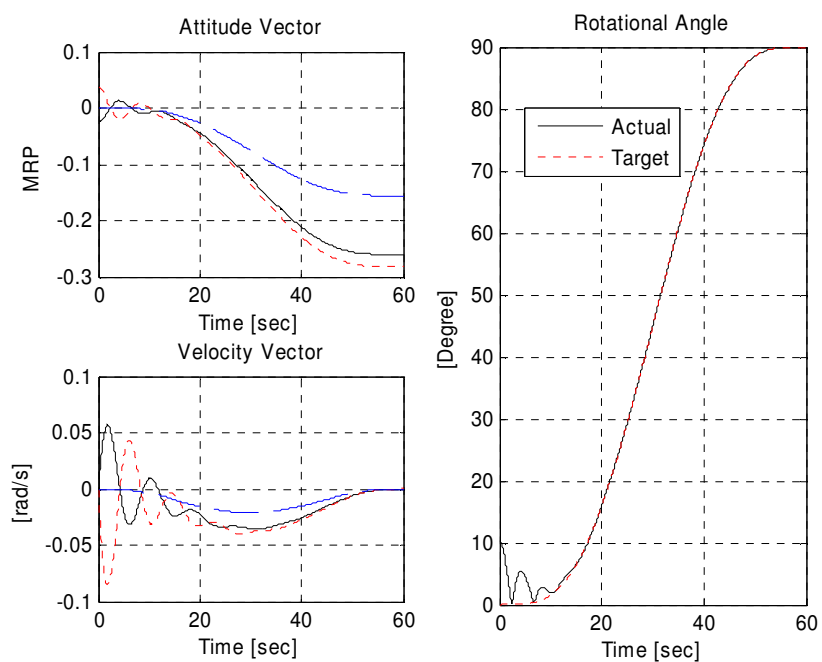 Attitude Vector
0.1
0
-0.1
-0.2
-0.3
MRP
0 20 40 60
Time [sec]
Velocity Vector
0.1
0.05
0
-0.05
-0.1
[rad/s]
0 20 40 60
Time [sec]
Rotational Angle
90
80
70
60
50
40
30
20
10
0
[Degree]
Actual
Target
0 20 40 60
Time [sec]